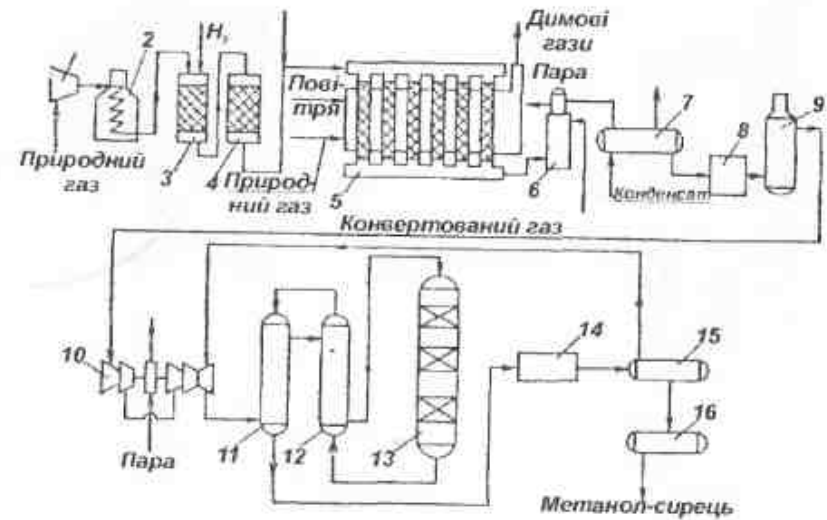 Димові
гази
H₂
2
Пара
7
8
9
Пові-
тря
Природний
газ
3
4
Природ-
ний газ
5
6
Конденсат
Конвертований газ
10
14
15
16
Пара
11
12
13
Метанол-сирець